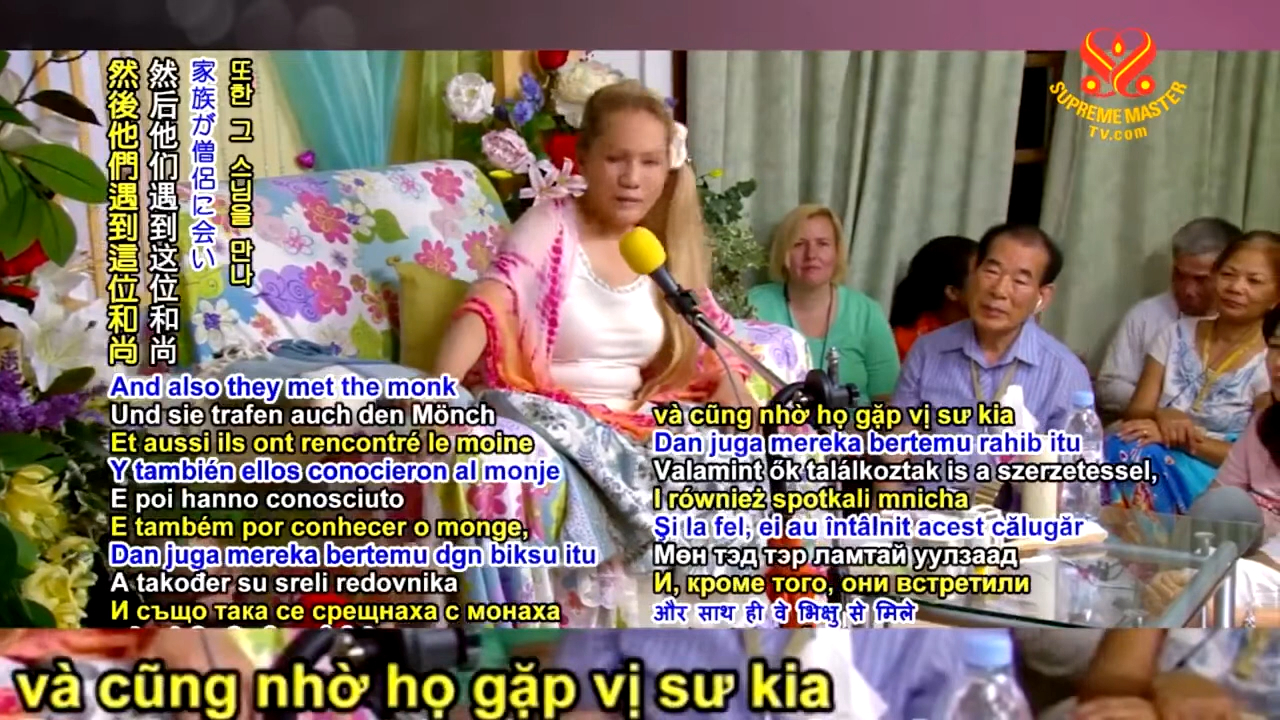 然後他們遇到這位和尚
然后他们遇到这位和尚
家族が僧侶に会い
또한 그 스님을 만나
SUPREME MASTER
TV.com
And also they met the monk
Und sie trafen auch den Mönch
Et aussi ils ont rencontré le moine
Y también ellos conocieron al monje
E poi hanno conosciuto
E também por conhecer o monge,
Dan juga mereka bertemu dgn biksu itu
A također su sreli redovnika
И също така се срещнаха с монаха
và cũng nhờ họ gặp vị sư kia
Dan juga mereka bertemu rahib itu
Valamint ők találkoztak is a szerzetessel,
I również spotkali mnicha
Şi la fel, ei au întâlnit acest călugăr
Мөн тэд тэр ламтай уулзаад
И, кроме того, они встретили
और साथ ही वे भिक्षु से मिले
và cũng nhờ họ gặp vị sư kia